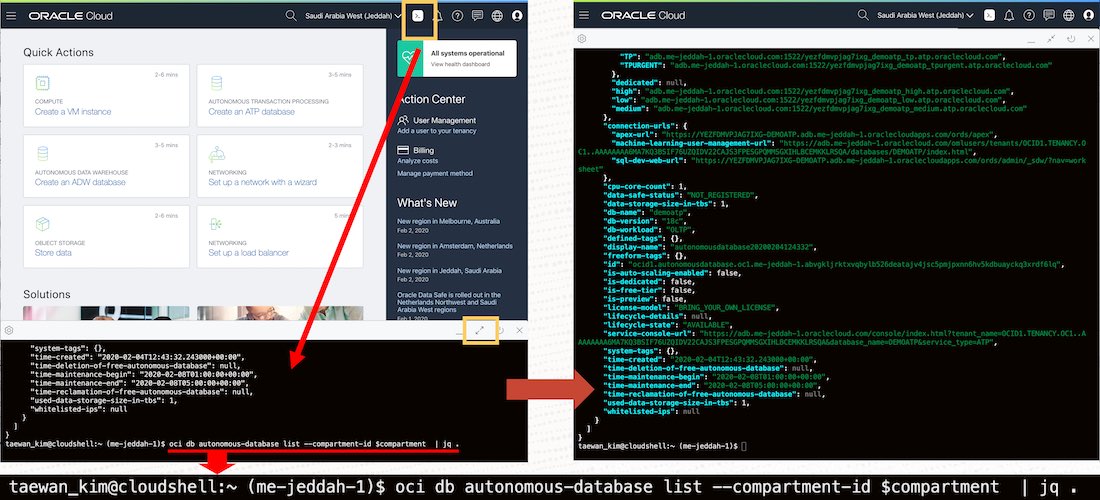 ORACLE Cloud
Saudi Arabia West (Jeddah)
Quick Actions
2-6 mins
COMPUTE
Create a VM instance
3-5 mins
AUTONOMOUS TRANSACTION PROCESSING
Create an ATP database
3-5 mins
AUTONOMOUS DATA WAREHOUSE
Create an ADW database
2-3 mins
NETWORKING
Set up a network with a wizard
2-6 mins
OBJECT STORAGE
Store data
5 mins
NETWORKING
Set up a load balancer
Solutions
All systems operational
View health dashboard
Action Center
User Management
Add a user to your tenancy
Billing
Analyze costs
Manage payment method
What's New
New region in Melbourne, Australia
Feb 2, 2020
New region in Amsterdam, Netherlands
Feb 2, 2020
New region in Jeddah, Saudi Arabia
Feb 2, 2020
Oracle Data Safe is rolled out in the
Netherlands Northwest and Saudi
Arabia West regions
Feb 1, 2020
"system-tags": {},
"time-created": "2020-02-04T12:43:32.243000+00:00",
"time-deletion-of-free-autonomous-database": null,
"time-maintenance-begin": "2020-02-08T01:00:00+00:00",
"time-maintenance-end": "2020-02-08T05:00:00+00:00",
"time-reclamation-of-free-autonomous-database": null,
"used-data-storage-size-in-tbs": 1,
"whitelisted-ips": null
}
]
}
taewan_kim@cloudshell:~ (me-jeddah-1)$ oci db autonomous-database list --compartment-id $compartment | jq .
ORACLE Cloud
Saudi Arabia West (Jeddah)
"TP": "adb.me-jeddah-1.oraclecloud.com:1522/yezfdmvpjag7ixg_demoatp_tp.atp.oraclecloud.com",
"TPURGENT": "adb.me-jeddah-1.oraclecloud.com:1522/yezfdmvpjag7ixg_demoatp_tpurgent.atp.oraclecloud.com"
},
"dedicated": null,
"high": "adb.me-jeddah-1.oraclecloud.com:1522/yezfdmvpjag7ixg_demoatp_high.atp.oraclecloud.com",
"low": "adb.me-jeddah-1.oraclecloud.com:1522/yezfdmvpjag7ixg_demoatp_low.atp.oraclecloud.com",
"medium": "adb.me-jeddah-1.oraclecloud.com:1522/yezfdmvpjag7ixg_demoatp_medium.atp.oraclecloud.com"
},
"connection-urls": {
"apex-url": "https://YEZFDMVPJAG7IXG-DEMOATP.adb.me-jeddah-1.oraclecloudapps.com/ords/apex",
"machine-learning-user-management-url": "https://adb.me-jeddah-1.oraclecloud.com/omlusers/tenants/OCID1.TENANCY.O
"sql-dev-web-url": "https://YEZFDMVPJAG7IXG-DEMOATP.adb.me-jeddah-1.oraclecloudapps.com/ords/admin/_sdw/?nav=work
sheet"
},
"cpu-core-count": 1,
"data-safe-status": "NOT_REGISTERED",
"data-storage-size-in-tbs": 1,
"db-name": "demoatp",
"db-version": "18c",
"db-workload": "OLTP",
"defined-tags": {},
"display-name": "autonomousdatabase20200204124332",
"freeform-tags": {},
"id": "ocid1.autonomousdatabase.oc1.me-jeddah-1.abvgkljrktxvqbylb526deatajv4jsc5pmjpxnn6hv5kdbuayckq3xrdf6lq",
"is-auto-scaling-enabled": false,
"is-dedicated": false,
"is-free-tier": false,
"is-preview": false,
"license-model": "BRING_YOUR_OWN_LICENSE",
"lifecycle-details": null,
"lifecycle-state": "AVAILABLE",
"service-console-url": "https://adb.me-jeddah-1.oraclecloud.com/console/index.html?tenant_name=OCID1.TENANCY.OC1..A
"system-tags": {},
"time-created": "2020-02-04T12:43:32.243000+00:00",
"time-deletion-of-free-autonomous-database": null,
"time-maintenance-begin": "2020-02-08T01:00:00+00:00",
"time-maintenance-end": "2020-02-08T05:00:00+00:00",
"time-reclamation-of-free-autonomous-database": null,
"used-data-storage-size-in-tbs": 1,
"whitelisted-ips": null
}
]
}
taewan_kim@cloudshell:~ (me-jeddah-1)$
taewan_kim@cloudshell:~ (me-jeddah-1)$ oci db autonomous-database list --compartment-id $compartment | jq .